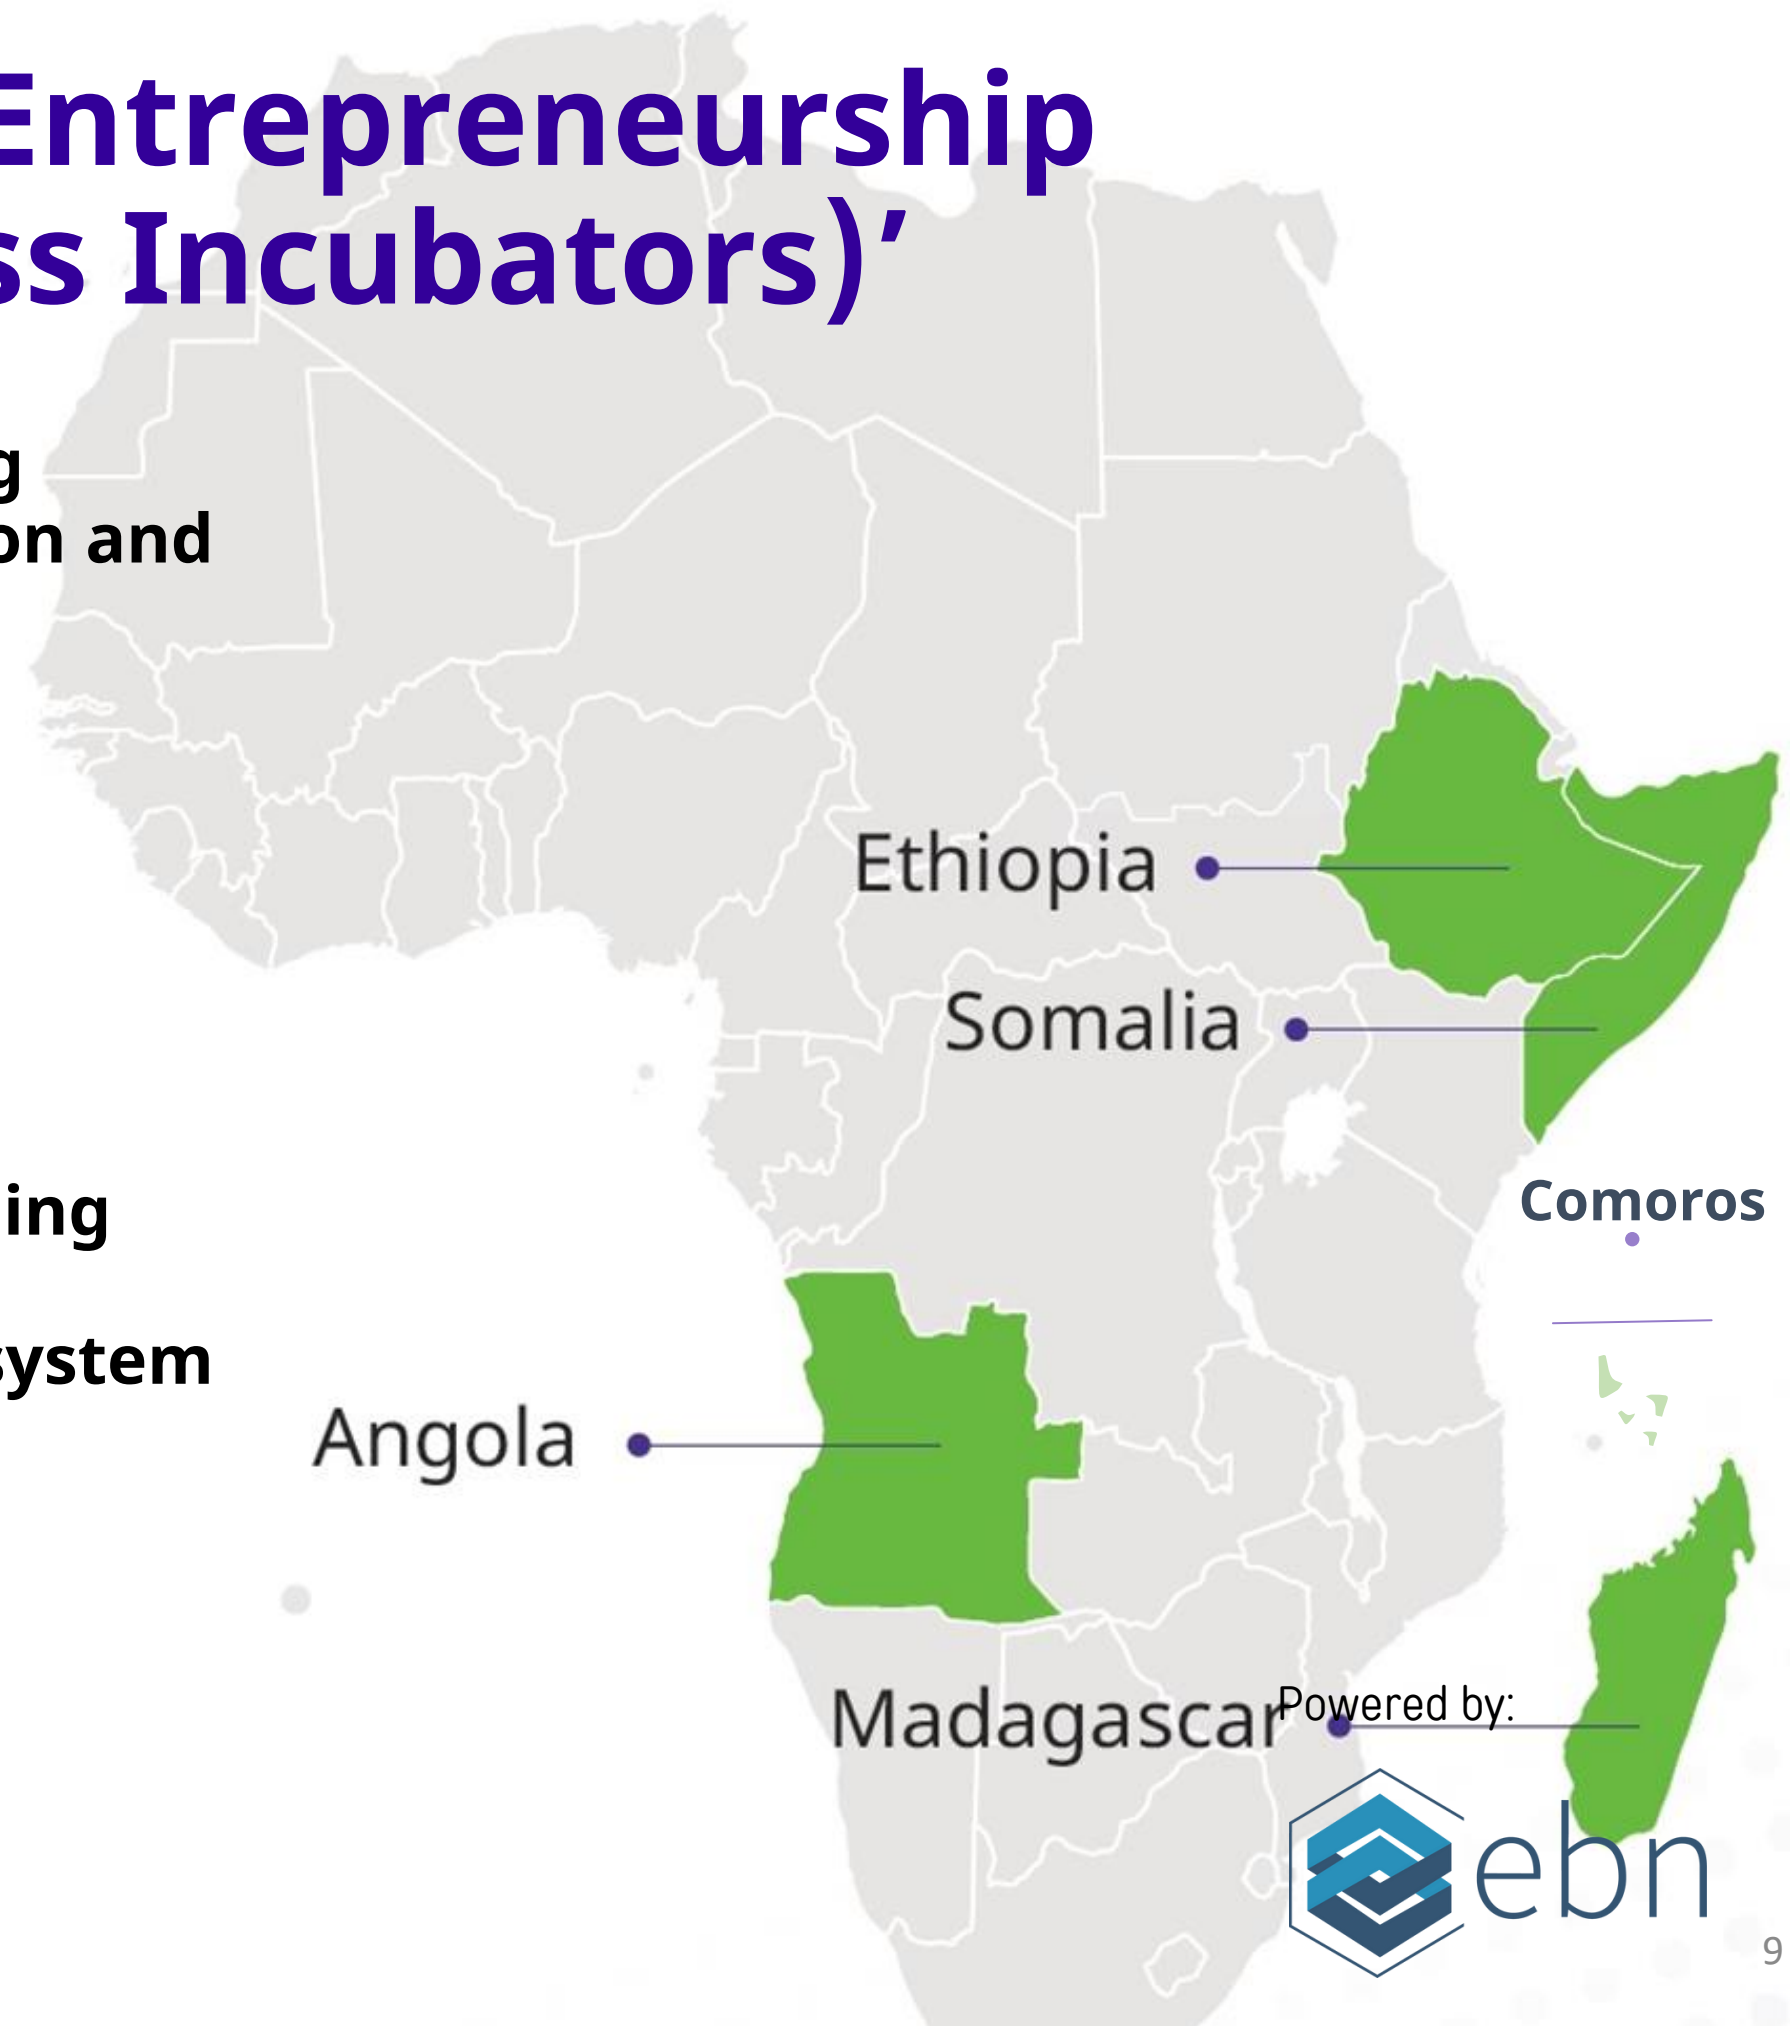 Entrepreneurship
ss Incubators)’
g
on and
Ethiopia
Somalia
Comoros
ing
system
Angola
Madagascar
Powered by:
ebn
9